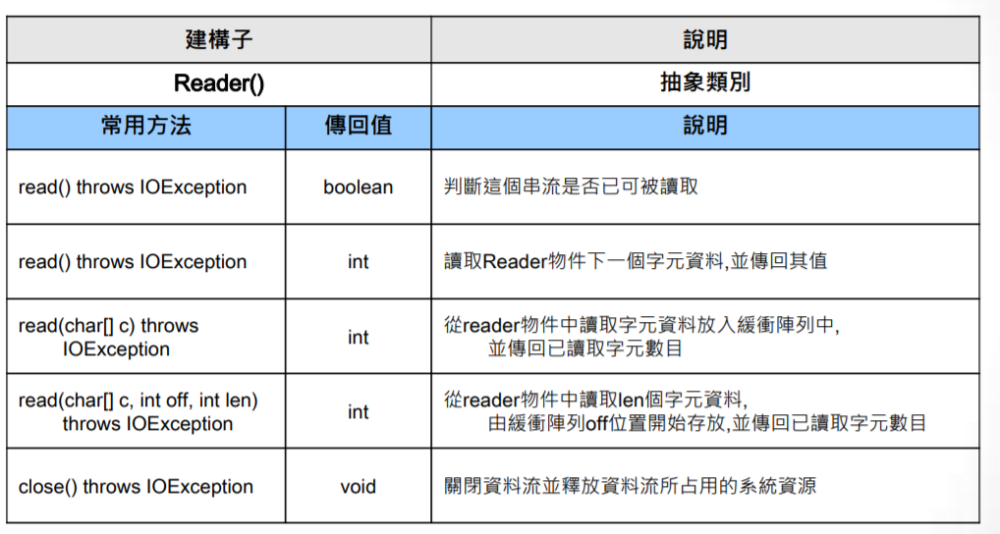 建構子 說明
Reader() 抽象類別
常用方法 傳回值 說明
read() throws IOException boolean 判斷這個串流是否已可被讀取
read() throws IOException int 讀取Reader物件下一個字元資料,並傳回其值
read(char[] c) throws
IOException
int
從reader物件中讀取字元資料放入緩衝陣列中,
並傳回已讀取字元數目
read(char[] c, int off, int len)
throws IOException
int
從reader物件中讀取len個字元資料,
由緩衝陣列off位置開始存放,並傳回已讀取字元數目
close() throws IOException void 關閉資料流並釋放資料流所占用的系統資源